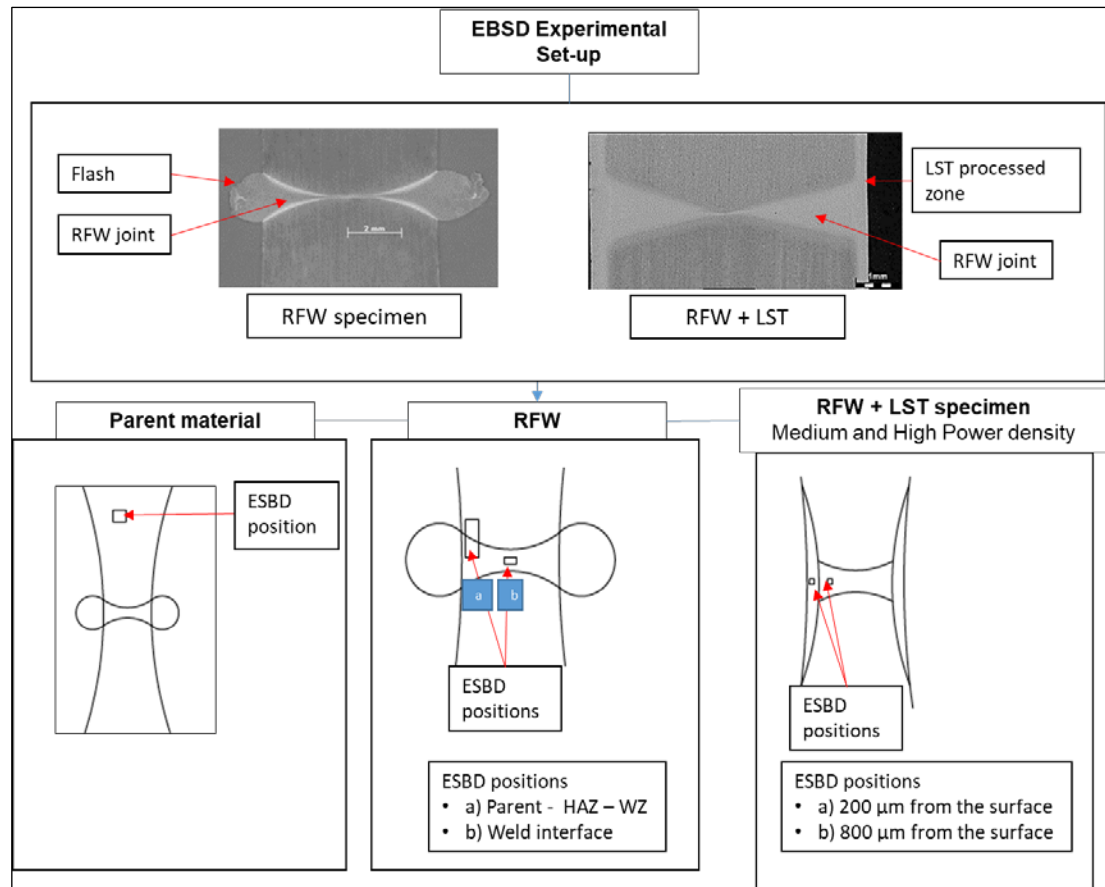 EBSD Experimental
Set-up
Flash
RFW joint
2 mm
RFW specimen
LST processed
zone
RFW joint
RFW + LST
Parent material
ESBD
position
RFW
a
b
ESBD
positions
ESBD positions
• a) Parent - HAZ – WZ
• b) Weld interface
RFW + LST specimen
Medium and High Power density
ESBD
positions
ESBD positions
• a) 200 µm from the surface
• b) 800 µm from the surface